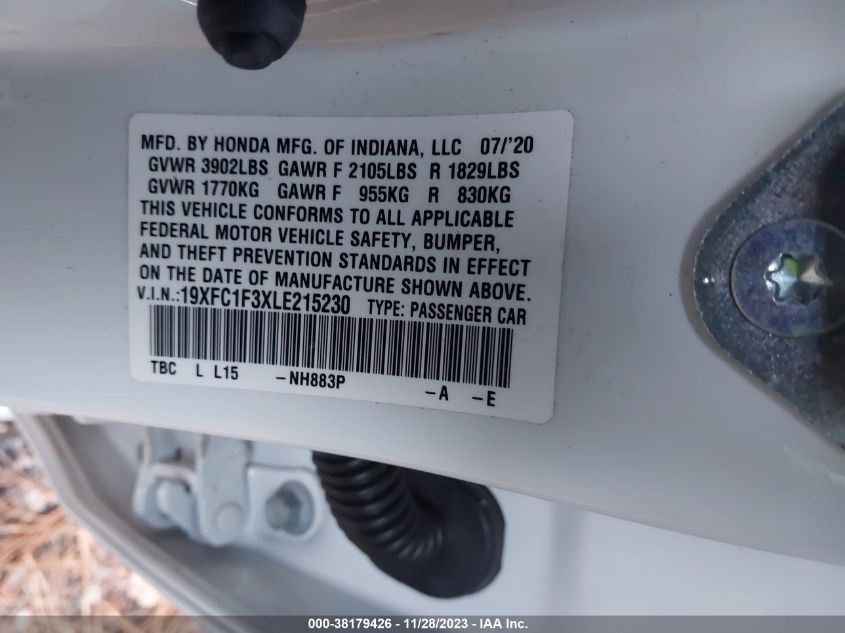 MFD. BY HONDA MFG. OF INDIANA, LLC 07/'20
GVWR 3902LBS GAWR F 2105LBS R 1829LBS
GVWR 1770KG GAWR F 955KG R 830KG
THIS VEHICLE CONFORMS TO ALL APPLICABLE
FEDERAL MOTOR VEHICLE SAFETY, BUMPER,
AND THEFT PREVENTION STANDARDS IN EFFECT
ON THE DATE OF MANUFACTURE SHOWN ABOVE.
V.I.N.:19XFC1F3XLE215230 TYPE: PASSENGER CAR
TBC L L15 -NH883P -A -E
000-38179426 | 11/28/2023 - IAA Inc.